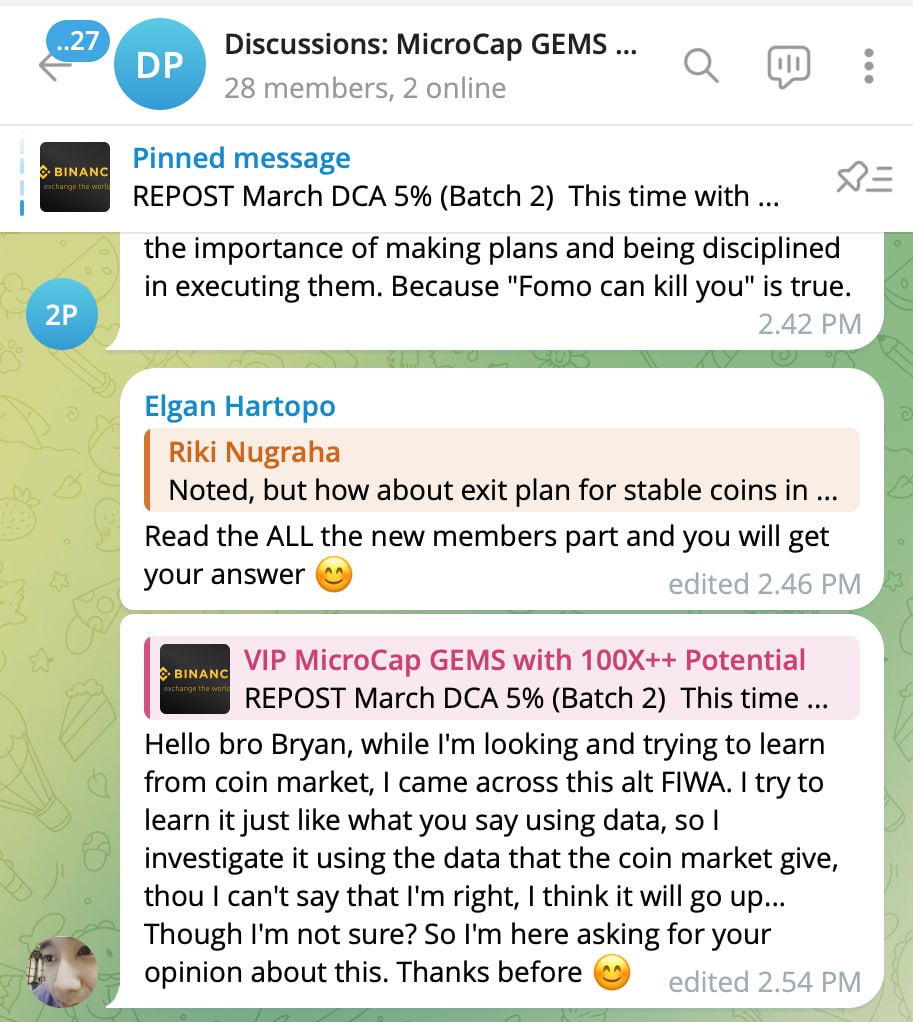 ..27
DP
Discussions: MicroCap GEMS ...
28 members, 2 online
BINANC
exchange the world
Pinned message
REPOST March DCA 5% (Batch 2)  This time with ...
the importance of making plans and being disciplined
in executing them. Because "Fomo can kill you" is true.
2P
2.42 PM
Elgan Hartopo
Riki Nugraha
Noted, but how about exit plan for stable coins in ...
Read the ALL the new members part and you will get
your answer 😊
edited 2.46 PM
BINANC
exchange the world
VIP MicroCap GEMS with 100X++ Potential
REPOST March DCA 5% (Batch 2)  This time ...
Hello bro Bryan, while I'm looking and trying to learn
from coin market, I came across this alt FIWA. I try to
learn it just like what you say using data, so I
investigate it using the data that the coin market give,
thou I can't say that I'm right, I think it will go up...
Though I'm not sure? So I'm here asking for your
opinion about this. Thanks before 😊
edited 2.54 PM